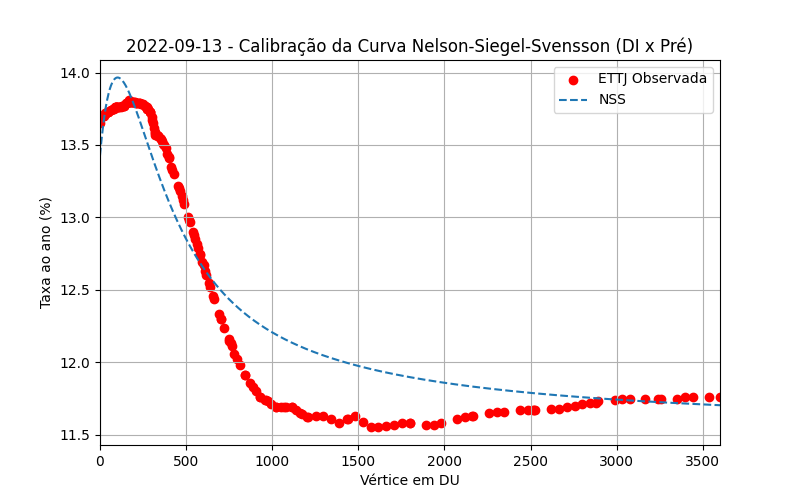 2022-09-13 - Calibração da Curva Nelson-Siegel-Svensson (DI x Pré)
ETTJ Observada
NSS
Taxa ao ano (%)
14.0
13.5
13.0
12.5
12.0
11.5
0 500 1000 1500 2000 2500 3000 3500
Vértice em DU